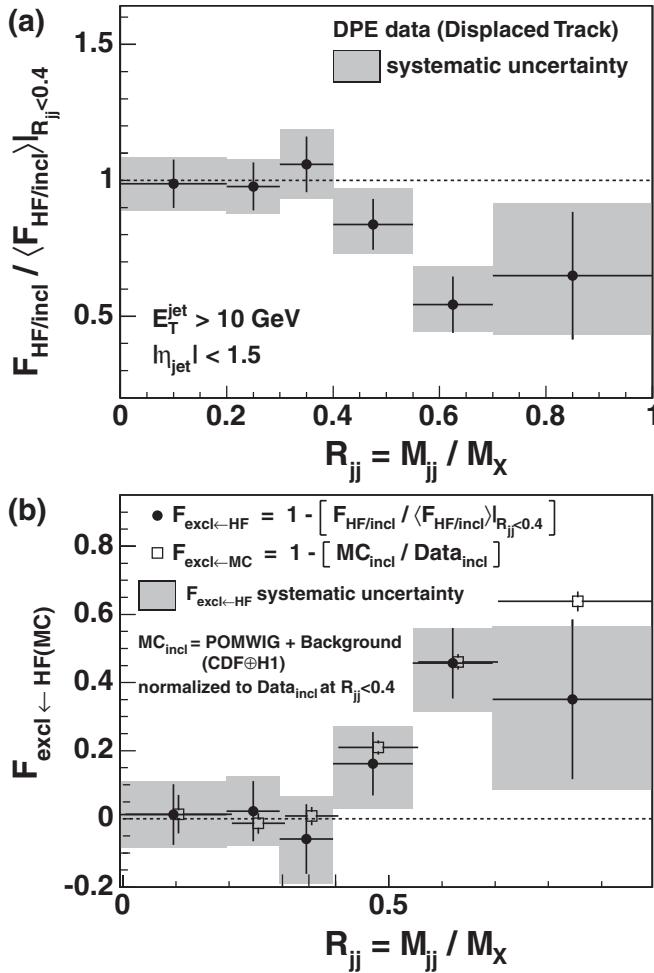 (a)
DPE data (Displaced Track)
systematic uncertainty
F_HF/incl / ⟨F_HF/incl⟩|_R_jj<0.4
1.5
1
0.5
E_T^jet > 10 GeV
|η_jet| < 1.5
0 0.2 0.4 0.6 0.8 1
R_jj = M_jj / M_X
(b)
F_excl←HF = 1 - [ F_HF/incl / ⟨F_HF/incl⟩|_R_jj<0.4 ]
F_excl←MC = 1 - [ MC_incl / Data_incl ]
F_excl←HF systematic uncertainty
MC_incl = POMWIG + Background
(CDF⊕H1)
normalized to Data_incl at R_jj<0.4
F_excl ← HF(MC)
0.8
0.6
0.4
0.2
0
-0.2
0 0.5
R_jj = M_jj / M_X